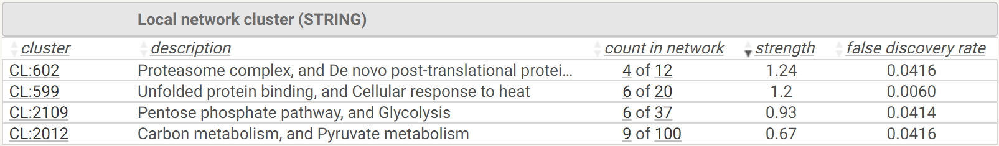 Local network cluster (STRING)
cluster description count in network strength false discovery rate
CL:602 Proteasome complex, and De novo post-translational protei... 4 of 12 1.24 0.0416
CL:599 Unfolded protein binding, and Cellular response to heat 6 of 20 1.2 0.0060
CL:2109 Pentose phosphate pathway, and Glycolysis 6 of 37 0.93 0.0414
CL:2012 Carbon metabolism, and Pyruvate metabolism 9 of 100 0.67 0.0416